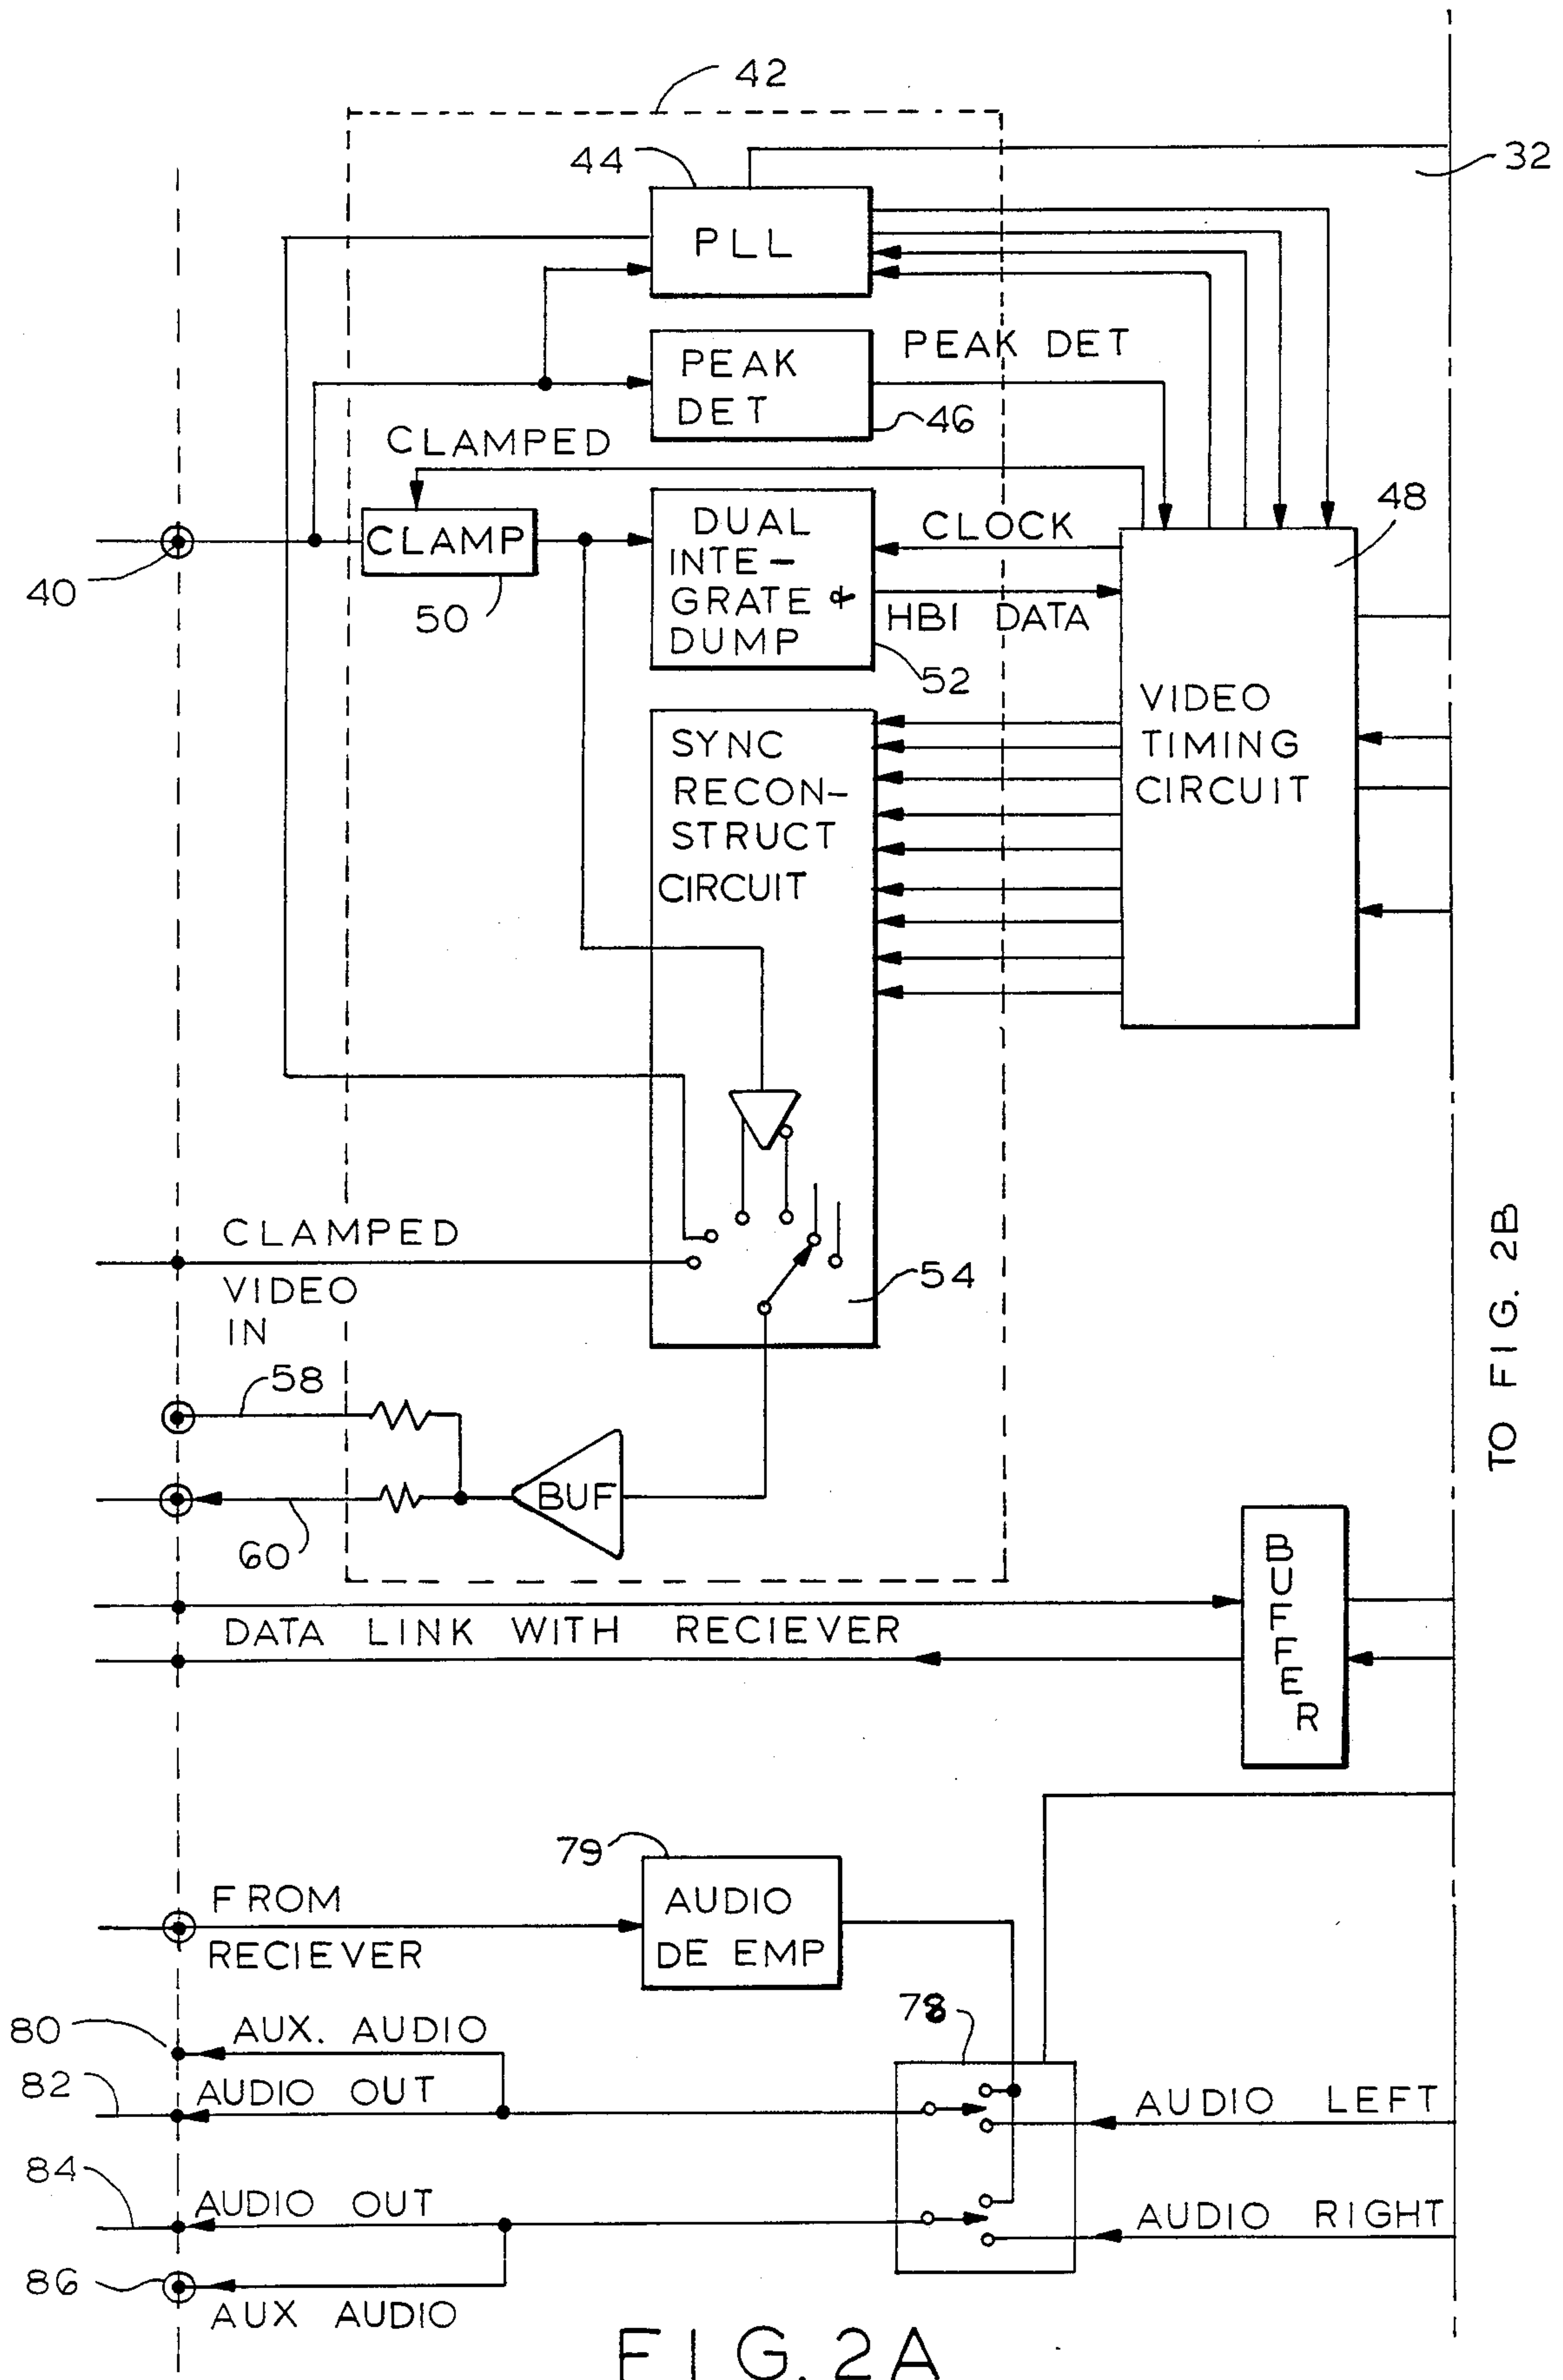 42
44
32
PLL
PEAK DET
PEAK
DET
46
CLAMPED
48
DUAL
INTE-
GRATE &
DUMP
CLOCK
CLAMP
40
50
HBI DATA
52
VIDEO
TIMING
CIRCUIT
SYNC
RECON-
STRUCT
CIRCUIT
CLAMPED
VIDEO
IN
54
TO FIG. 2B
58
BUF
60
BUFFER
DATA LINK WITH RECIEVER
79
FROM
RECIEVER
AUDIO
DE EMP
78
80
AUX. AUDIO
82
AUDIO OUT
AUDIO LEFT
84
AUDIO OUT
AUDIO RIGHT
86
AUX AUDIO
FIG. 2A